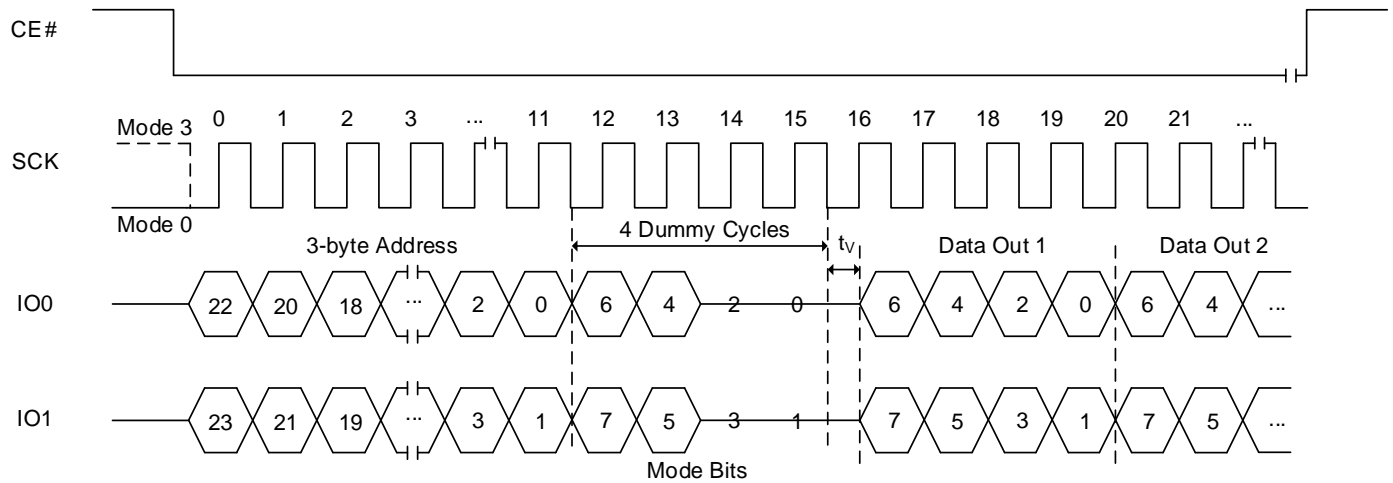 CE#
Mode 3 0 1 2 3 ... 11 12 13 14 15 16 17 18 19 20 21 ...
SCK
Mode 0
3-byte Address 4 Dummy Cycles tV Data Out 1 Data Out 2
IO0 22 20 18 ... 2 0 6 4 2 0 6 4 2 0 6 4 ...
IO1 23 21 19 ... 3 1 7 5 3 1 7 5 3 1 7 5 ...
Mode Bits